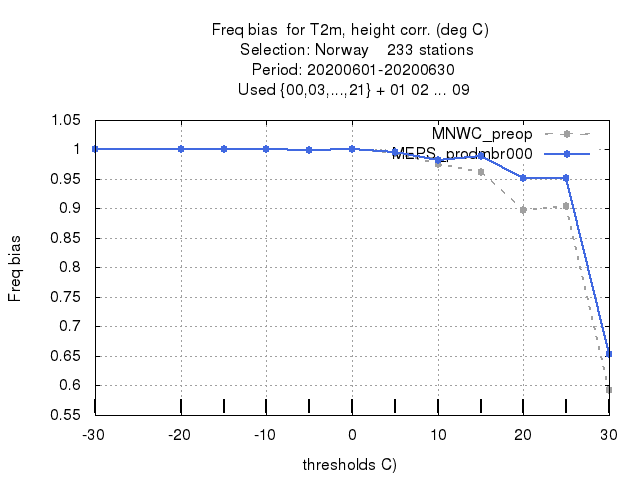 Freq bias  for T2m, height corr. (deg C)
Selection: Norway    233 stations
Period: 20200601-20200630
Used {00,03,...,21} + 01 02 ... 09
MNWC_preop
MEPS_prodmbr000
1.05
1
0.95
0.9
0.85
0.8
0.75
0.7
0.65
0.6
0.55
Freq bias
-30
-20
-10
0
10
20
30
thresholds C)